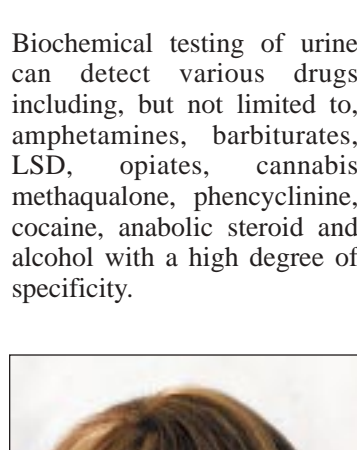 Biochemical testing of urine
can detect various drugs
including, but not limited to,
amphetamines, barbiturates,
LSD, opiates, cannabis
methaqualone, phencyclinine,
cocaine, anabolic steroid and
alcohol with a high degree of
specificity.